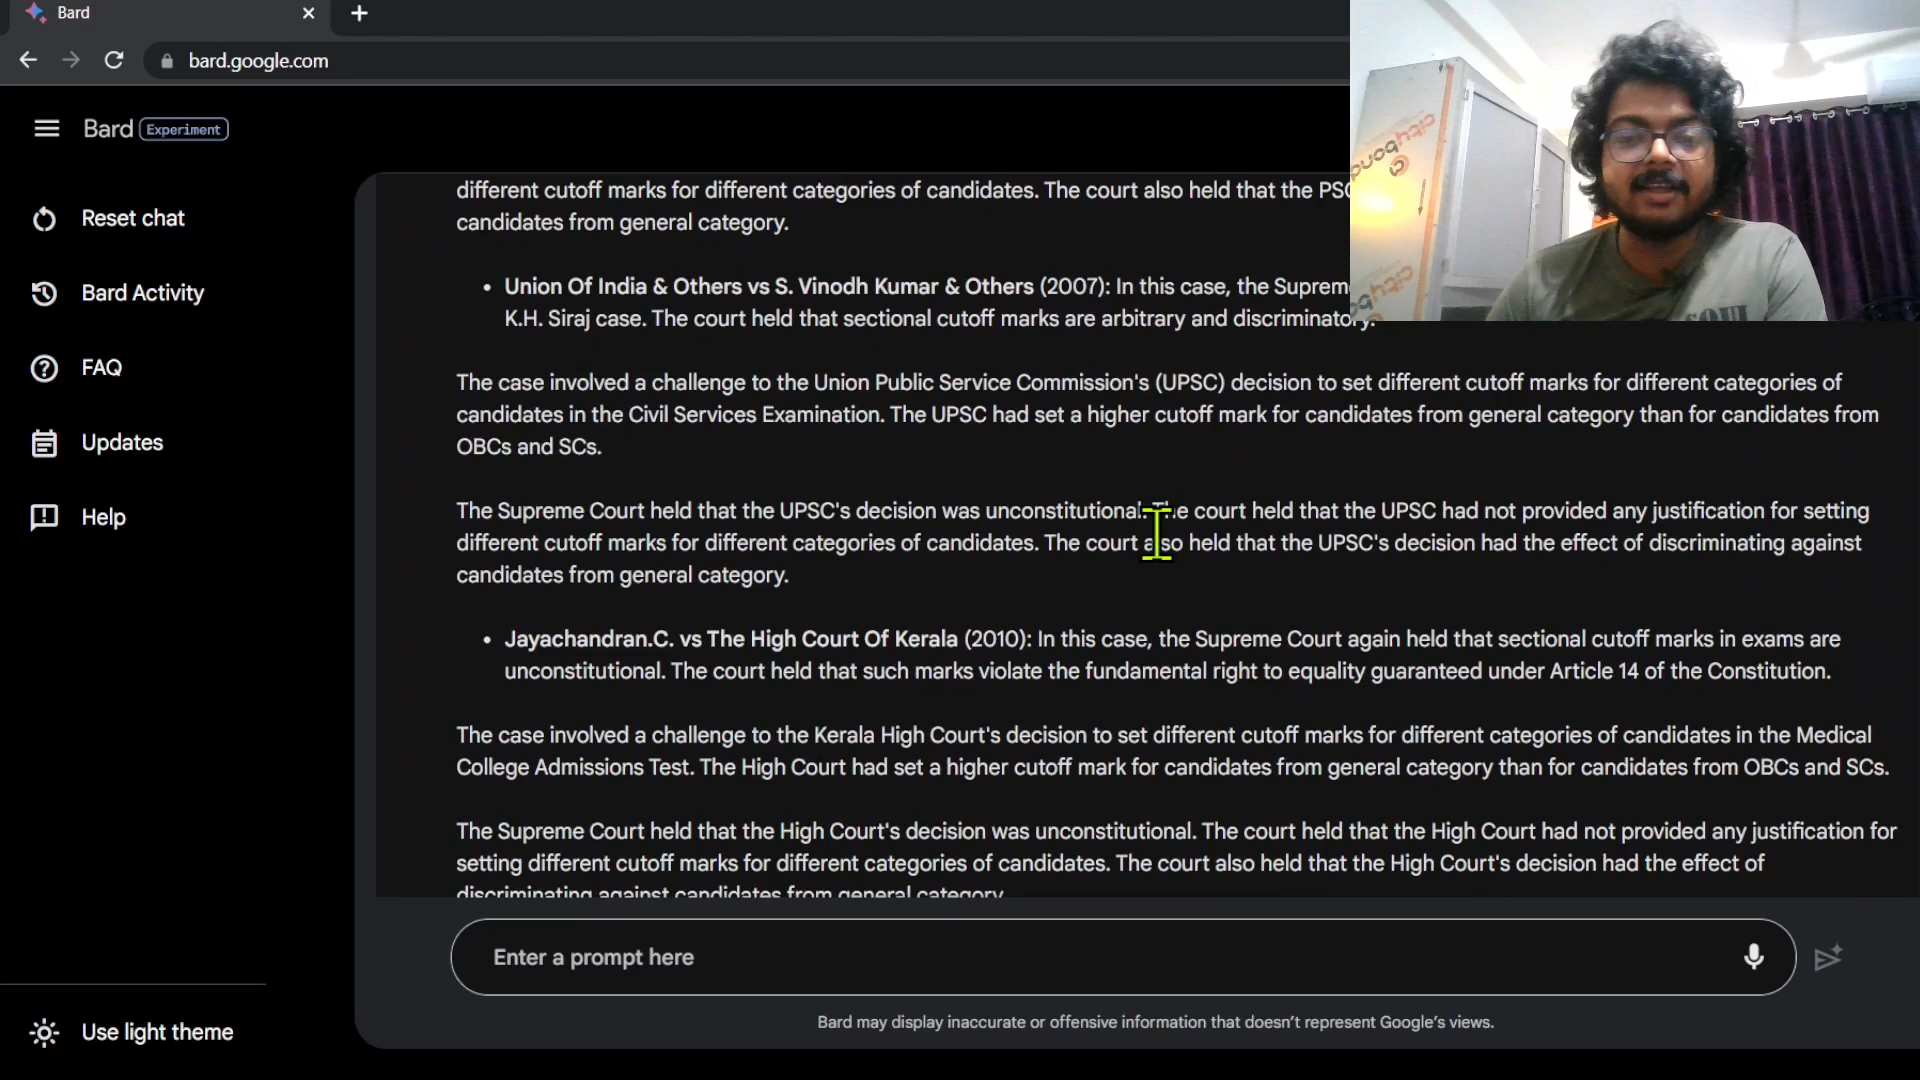 Bard
bard.google.com
Bard Experiment
Reset chat
Bard Activity
FAQ
Updates
Help
Use light theme
different cutoff marks for different categories of candidates. The court also held that the PSC
candidates from general category.
• Union Of India & Others vs S. Vinodh Kumar & Others (2007): In this case, the Suprem
K.H. Siraj case. The court held that sectional cutoff marks are arbitrary and discriminatory.
The case involved a challenge to the Union Public Service Commission's (UPSC) decision to set different cutoff marks for different categories of
candidates in the Civil Services Examination. The UPSC had set a higher cutoff mark for candidates from general category than for candidates from
OBCs and SCs.
The Supreme Court held that the UPSC's decision was unconstitutional. The court held that the UPSC had not provided any justification for setting
different cutoff marks for different categories of candidates. The court also held that the UPSC's decision had the effect of discriminating against
candidates from general category.
• Jayachandran.C. vs The High Court Of Kerala (2010): In this case, the Supreme Court again held that sectional cutoff marks in exams are
unconstitutional. The court held that such marks violate the fundamental right to equality guaranteed under Article 14 of the Constitution.
The case involved a challenge to the Kerala High Court's decision to set different cutoff marks for different categories of candidates in the Medical
College Admissions Test. The High Court had set a higher cutoff mark for candidates from general category than for candidates from OBCs and SCs.
The Supreme Court held that the High Court's decision was unconstitutional. The court held that the High Court had not provided any justification for
setting different cutoff marks for different categories of candidates. The court also held that the High Court's decision had the effect of
discriminating against candidates from general category.
Enter a prompt here
Bard may display inaccurate or offensive information that doesn't represent Google's views.